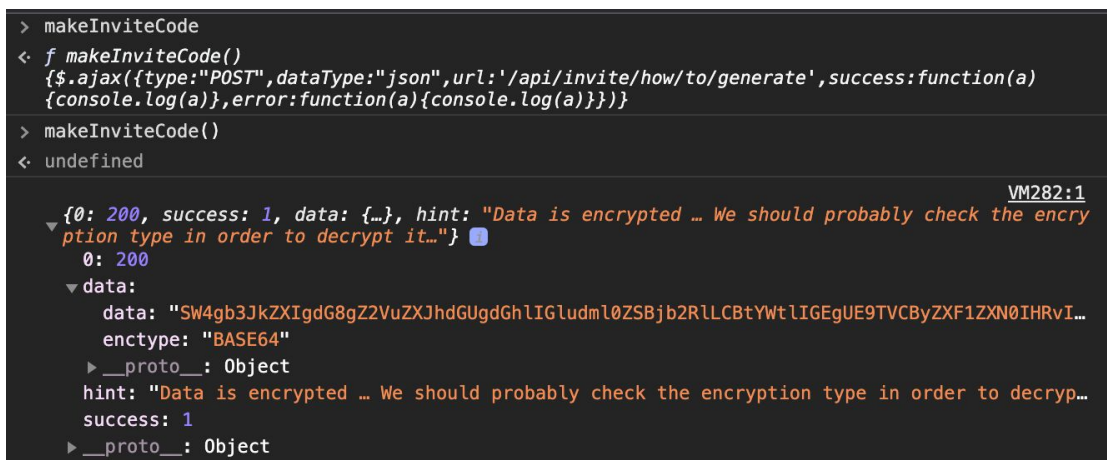 > makeInviteCode
<· ƒ makeInviteCode()
{$.ajax({type:"POST",dataType:"json",url:'/api/invite/how/to/generate',success:function(a)
{console.log(a)},error:function(a){console.log(a)}})}
> makeInviteCode()
<· undefined
VM282:1
▼ {0: 200, success: 1, data: {…}, hint: "Data is encrypted … We should probably check the encry
ption type in order to decrypt it…"} i
0: 200
▼ data:
data: "SW4gb3JkZXIgdG8gZ2VuZXJhdGUgdGhlIGludml0ZSBjb2RlLCBtYWtlIGEgUE9TVCByZXF1ZXN0IHRvI…
enctype: "BASE64"
▶ __proto__: Object
hint: "Data is encrypted … We should probably check the encryption type in order to decryp…
success: 1
▶ __proto__: Object